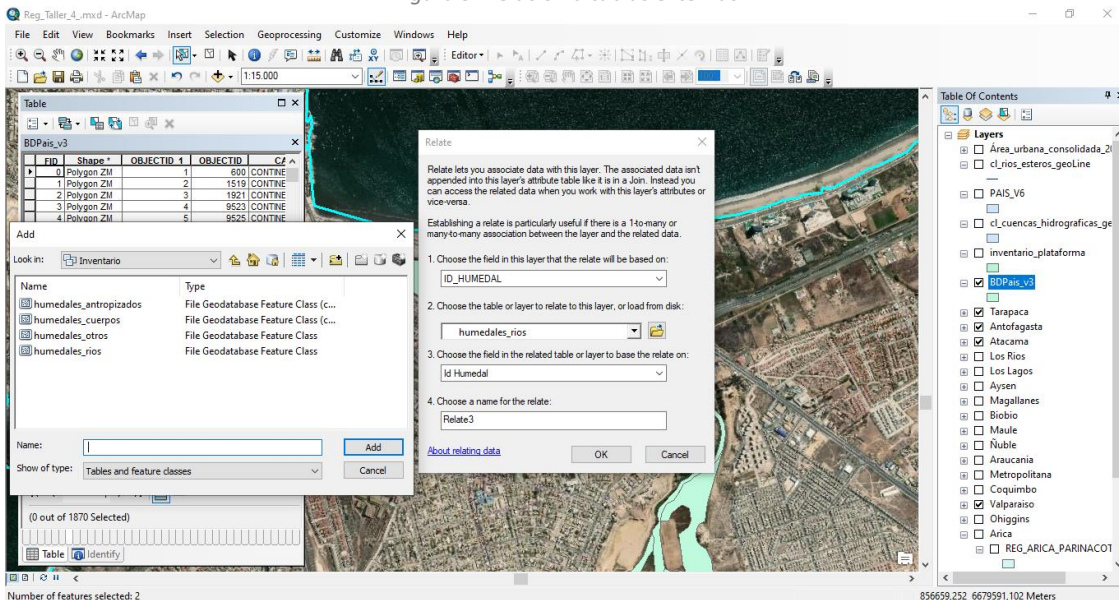 Reg_Taller_4_.mxd - ArcMap
File Edit View Bookmarks Insert Selection Geoprocessing Customize Windows Help
Editor
1:15.000
Table
BDPais_v3
FID Shape * OBJECTID_1 OBJECTID
0 Polygon ZM 1 600 CONTINE
1 Polygon ZM 2 1519 CONTINE
2 Polygon ZM 3 1921 CONTINE
3 Polygon ZM 4 9523 CONTINE
4 Polygon ZM 5 9525 CONTINE
Add
Look in: Inventario
Name Type
humedales_antropizados File Geodatabase Feature Class (c...
humedales_cuerpos File Geodatabase Feature Class (c...
humedales_otros File Geodatabase Feature Class
humedales_rios File Geodatabase Feature Class
Name: Add
Show of type: Tables and feature classes Cancel
(0 out of 1870 Selected)
Table Identify
Number of features selected: 2
Relate
Relate lets you associate data with this layer. The associated data isn't
appended into this layer's attribute table like it is in a Join. Instead you
can access the related data when you work with this layer's attributes or
vice-versa.
Establishing a relate is particularly useful if there is a 1-to-many or
many-to-many association between the layer and the related data.
1. Choose the field in this layer that the relate will be based on:
ID_HUMEDAL
2. Choose the table or layer to relate to this layer, or load from disk:
humedales_rios
3. Choose the field in the related table or layer to base the relate on:
Id Humedal
4. Choose a name for the relate:
Relate3
About relating data OK Cancel
Table Of Contents
Layers
Área_urbana_consolidada_20
cl_rios_esteros_geoLine
PAIS_V6
cl_cuencas_hidrograficas_ge
inventario_plataforma
BDPais_v3
Tarapaca
Antofagasta
Atacama
Los Rios
Los Lagos
Aysen
Magallanes
Biobio
Maule
Ñuble
Araucania
Metropolitana
Coquimbo
Valparaiso
Ohiggins
Arica
REG_ARICA_PARINACOT
856659,252 6679591,102 Meters